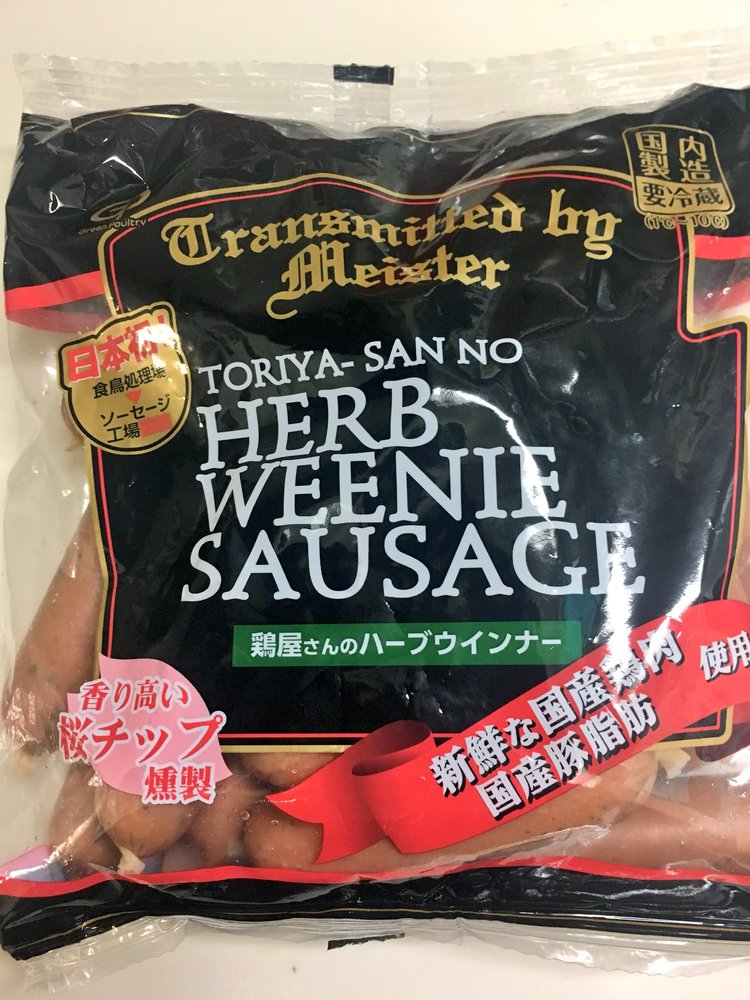 国内
製造
要冷蔵
(1℃~10℃)
GP
Green Poultry
Transmitted by
Meister
日本初!
食鳥処理場
ソーセージ
工場
TORIYA- SAN NO
HERB
WEENIE
SAUSAGE
鶏屋さんのハーブウインナー
香り高い
桜チップ
燻製
新鮮な国産鶏肉
国産豚脂肪
使用